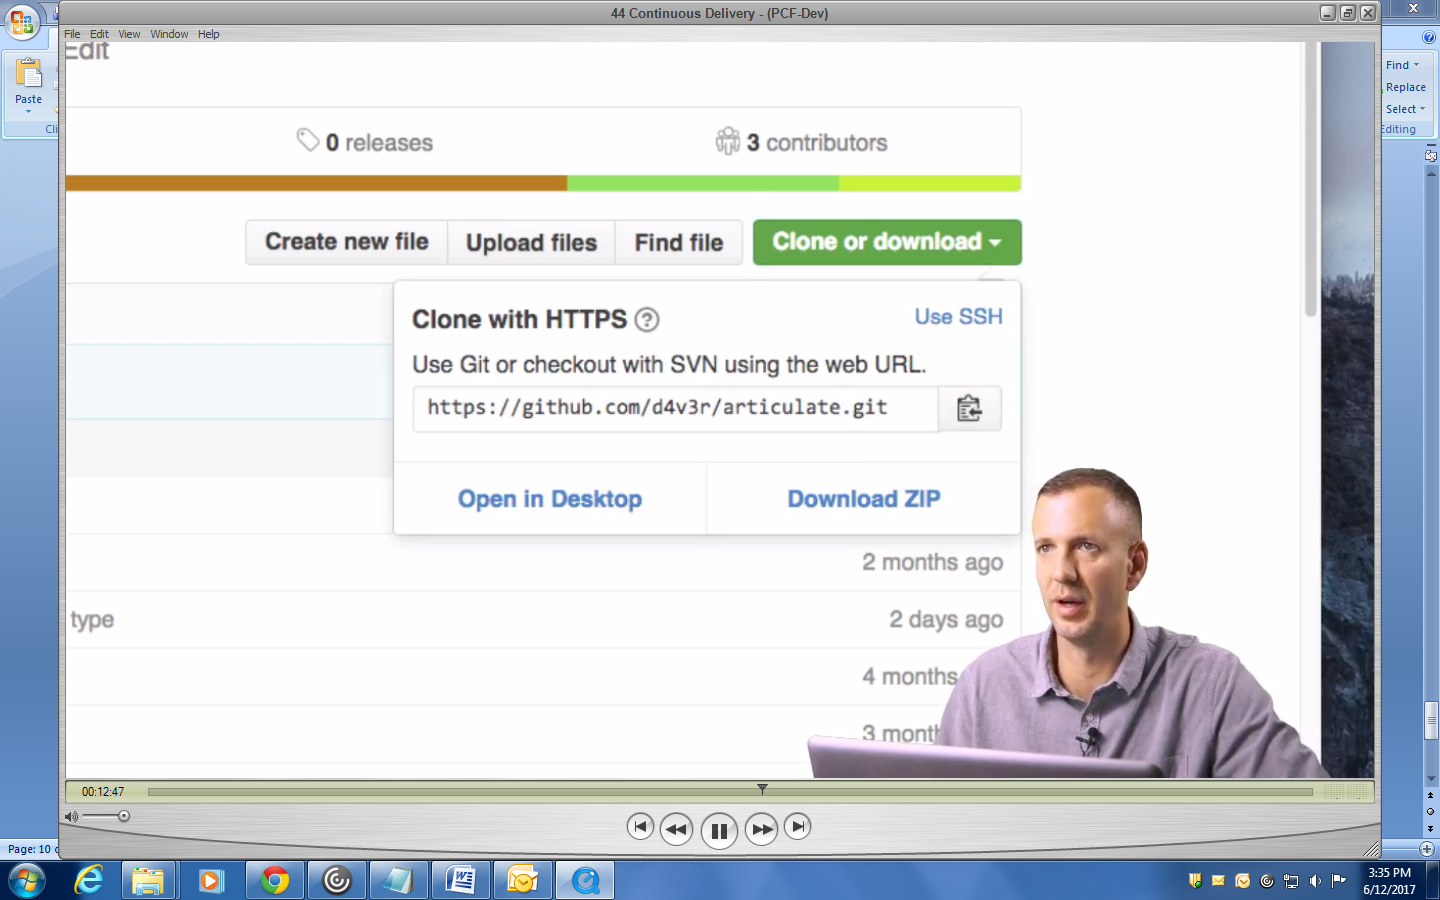 44 Continuous Delivery - (PCF-Dev)
File Edit View Window Help
Edit
Paste
Find
Replace
Select
Editing
0 releases
3 contributors
Create new file
Upload files
Find file
Clone or download
Clone with HTTPS ?
Use SSH
Use Git or checkout with SVN using the web URL.
https://github.com/d4v3r/articulate.git
Open in Desktop
Download ZIP
2 months ago
type
2 days ago
4 months
3 month
00:12:47
Page: 10
3:35 PM
6/12/2017